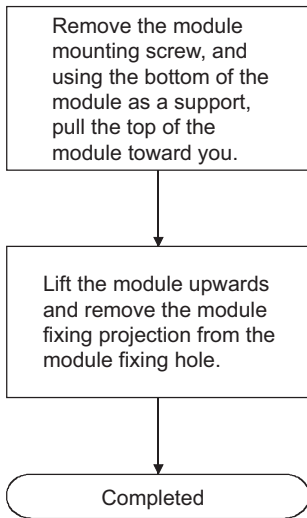 Remove the module
mounting screw, and
using the bottom of the
module as a support,
pull the top of the
module toward you.
Lift the module upwards
and remove the module
fixing projection from the
module fixing hole.
Completed